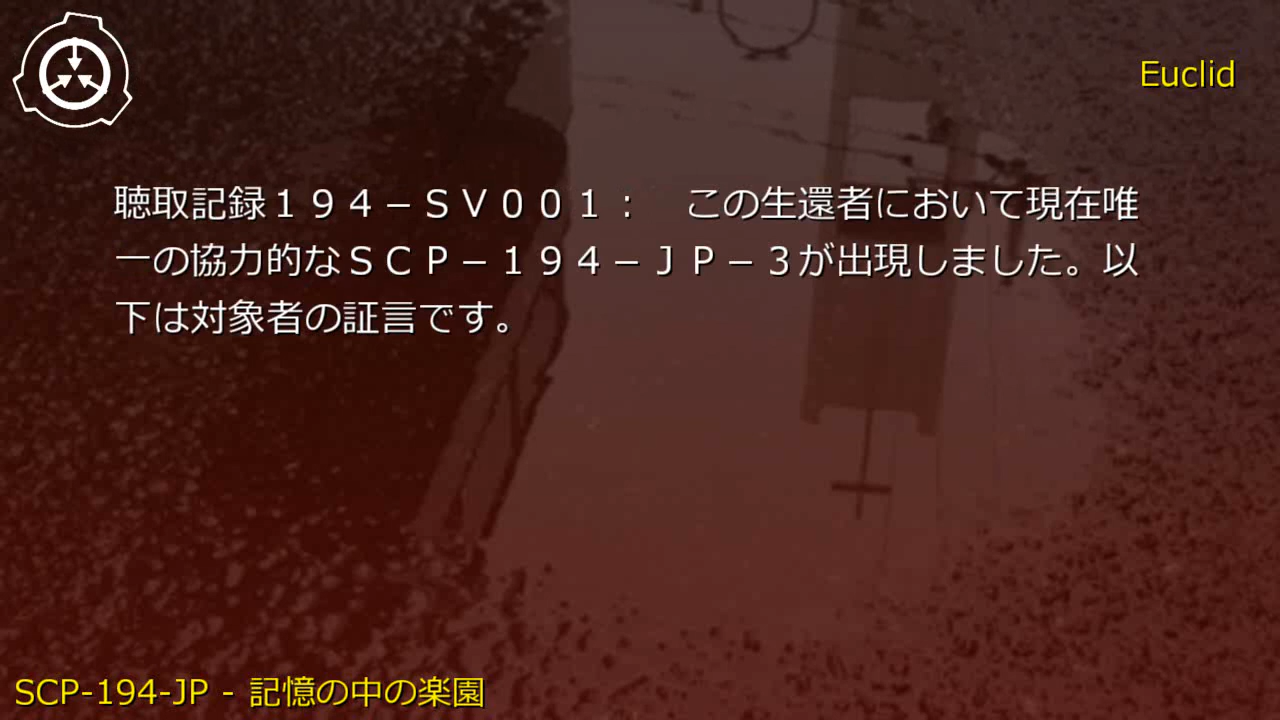 Euclid
聴取記録１９４－ＳＶ００１：　この生還者において現在唯
一の協力的なＳＣＰ－１９４－ＪＰ－３が出現しました。以
下は対象者の証言です。
SCP-194-JP - 記憶の中の楽園